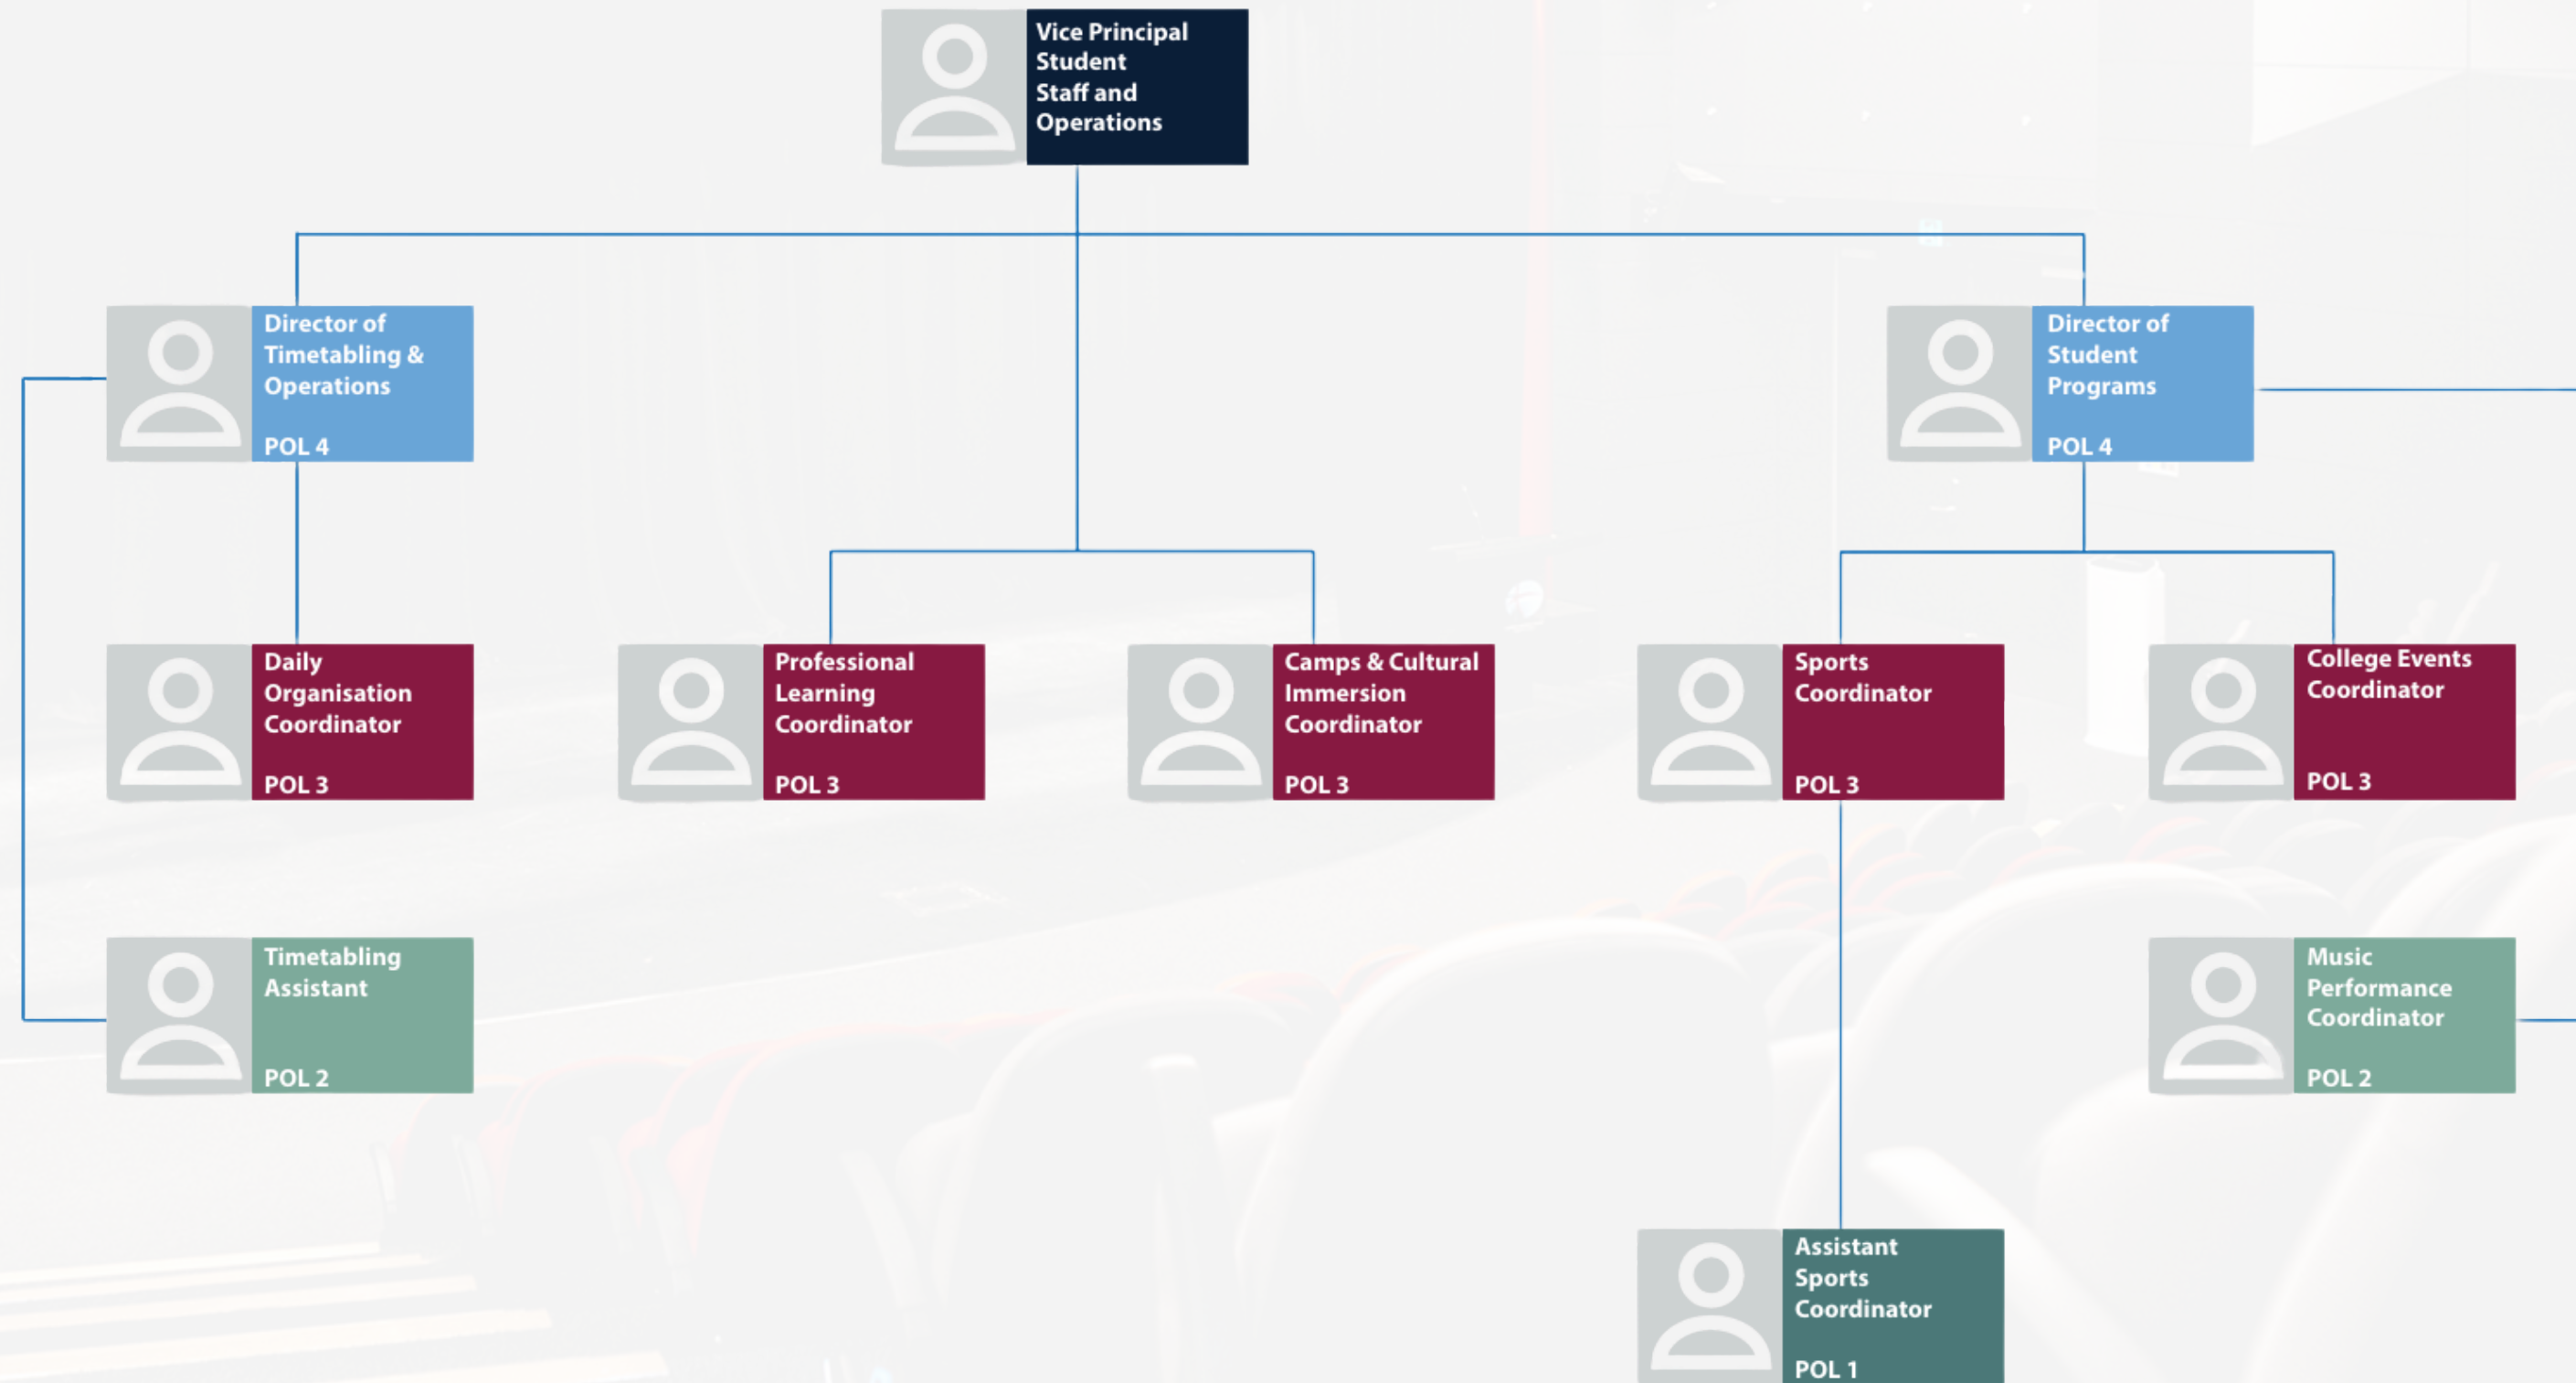 Vice Principal
Student
Staff and
Operations
Director of
Timetabling &
Operations
POL 4
Director of
Student
Programs
POL 4
Daily
Organisation
Coordinator
POL 3
Professional
Learning
Coordinator
POL 3
Camps & Cultural
Immersion
Coordinator
POL 3
Sports
Coordinator
POL 3
College Events
Coordinator
POL 3
Timetabling
Assistant
POL 2
Music
Performance
Coordinator
POL 2
Assistant
Sports
Coordinator
POL 1